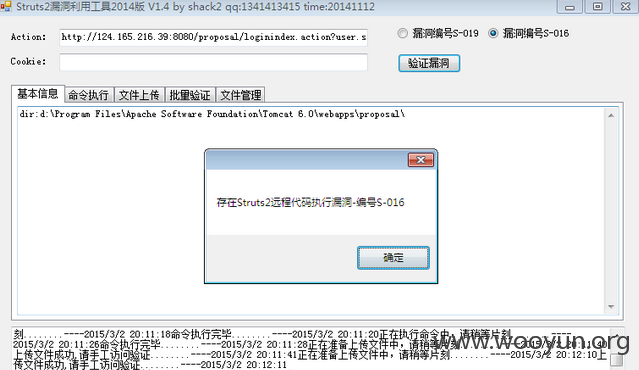 Struts2漏洞利用工具2014版 V1.4 by shack2 qq:1341413415 time:20141112
Action: http://124.165.216.39:8080/proposal/loginindex.action?user.s 漏洞编号S-019 漏洞编号S-016
Cookie: 验证漏洞
基本信息 命令执行 文件上传 批量验证 文件管理
dir:d:\Program Files\Apache Software Foundation\Tomcat 6.0\webapps\proposal\
存在Struts2远程代码执行漏洞-编号S-016
确定
刻........----2015/3/2 20:11:18命令执行完毕........----2015/3/2 20:11:20正在执行命令中，请稍等片刻........----
2015/3/2 20:11:26命令执行完毕........----2015/3/2 20:11:28正在准备上传文件中，请稍等片刻........----2015/3/2 20:11:40
上传文件成功,请手工访问验证........----2015/3/2 20:11:41正在准备上传文件中，请稍等片刻........----2015/3/2 20:12:10上
传文件成功,请手工访问验证........----2015/3/2 20:12:11
www.wooyun.org